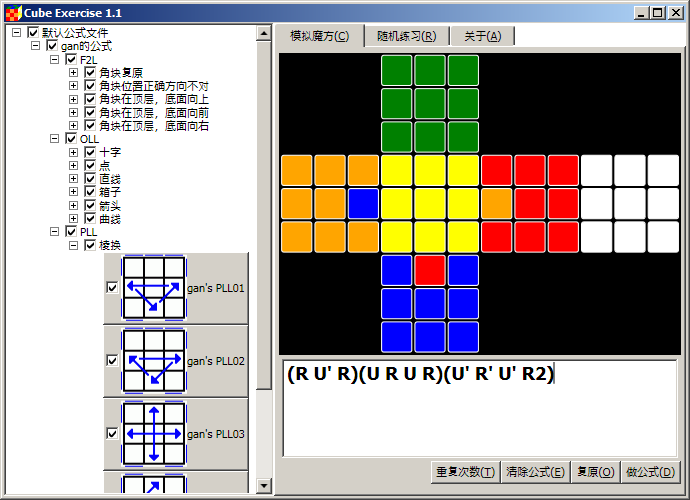 Cube Exercise 1.1
默认公式文件
gan的公式
F2L
角块复原
角块位置正确方向不对
角块在顶层，底面向上
角块在顶层，底面向前
角块在顶层，底面向右
OLL
十字
点
直线
箱子
箭头
曲线
PLL
棱换
gan's PLL01
gan's PLL02
gan's PLL03
模拟魔方(C)
随机练习(R)
关于(A)
(R U' R)(U R U R)(U' R' U' R2)
重复次数(T)
清除公式(E)
复原(O)
做公式(D)